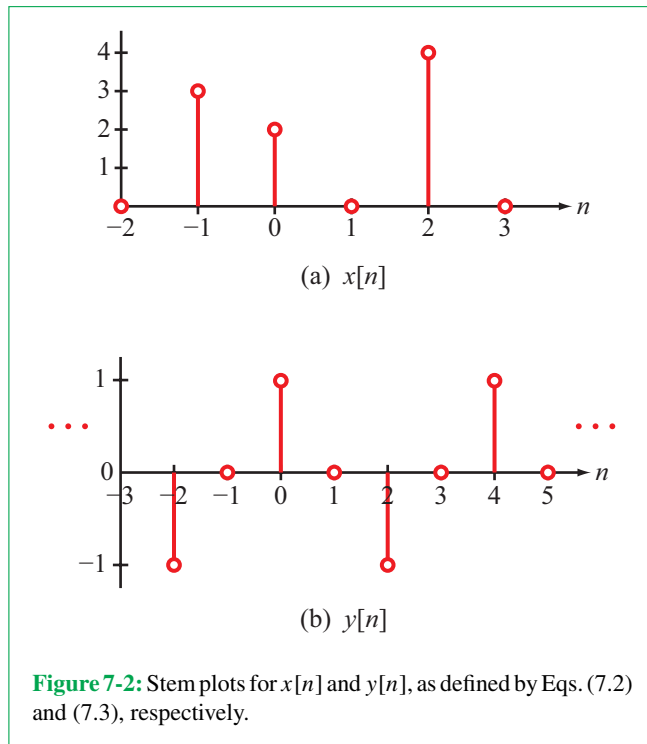 4
3
2
1
−2 −1 0 1 2 3 n
(a) x[n]
1
0
−3 −2 −1 0 1 2 3 4 5 n
−1
(b) y[n]
Figure 7-2: Stem plots for x[n] and y[n], as defined by Eqs. (7.2)
and (7.3), respectively.